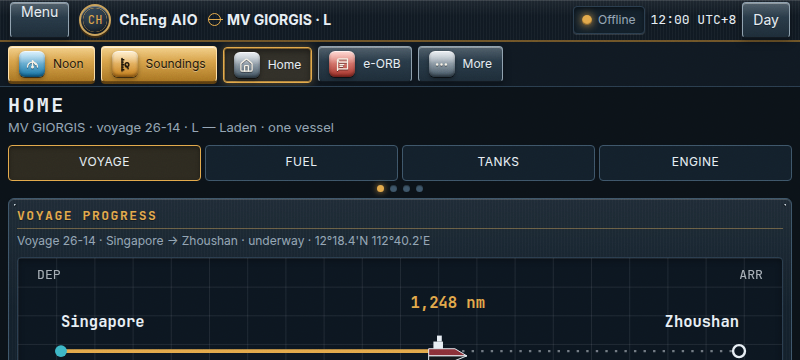 Menu
CH
ChEng AIO
MV GIORGIS · L
Offline
12:00 UTC+8
Day
Noon
Soundings
Home
e-ORB
More
HOME
MV GIORGIS · voyage 26-14 · L — Laden · one vessel
VOYAGE
FUEL
TANKS
ENGINE
VOYAGE PROGRESS
Voyage 26-14 · Singapore → Zhoushan · underway · 12°18.4'N 112°40.2'E
DEP
ARR
1,248 nm
Singapore
Zhoushan